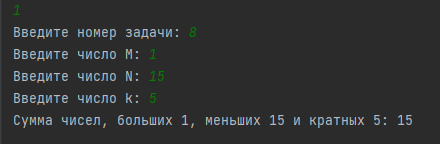 1
Введите номер задачи: 8
Введите число M: 1
Введите число N: 15
Введите число k: 5
Сумма чисел, больших 1, меньших 15 и кратных 5: 15